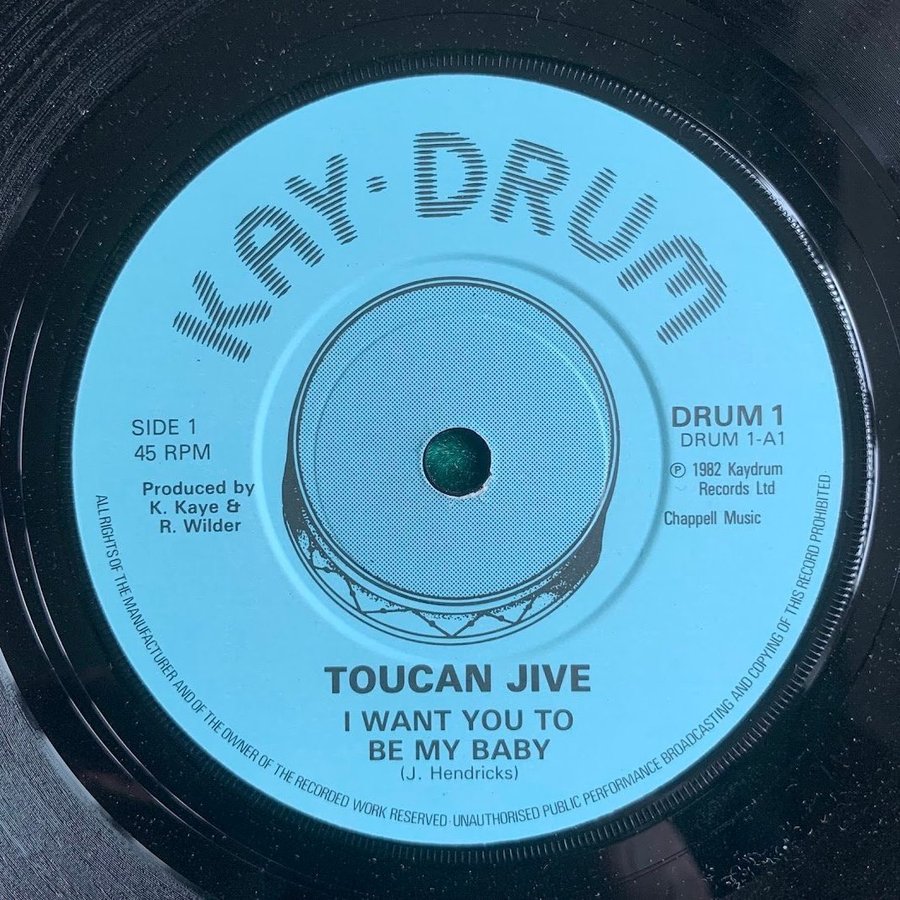 KAY-DRUM
SIDE 1
45 RPM
Produced by
K. Kaye &
R. Wilder
DRUM 1
DRUM 1-A1
℗ 1982 Kaydrum
Records Ltd
Chappell Music
TOUCAN JIVE
I WANT YOU TO
BE MY BABY
(J. Hendricks)
ALL RIGHTS OF THE MANUFACTURER AND OF THE OWNER OF THE RECORDED WORK RESERVED·UNAUTHORISED PUBLIC PERFORMANCE BROADCASTING AND COPYING OF THIS RECORD PROHIBITED